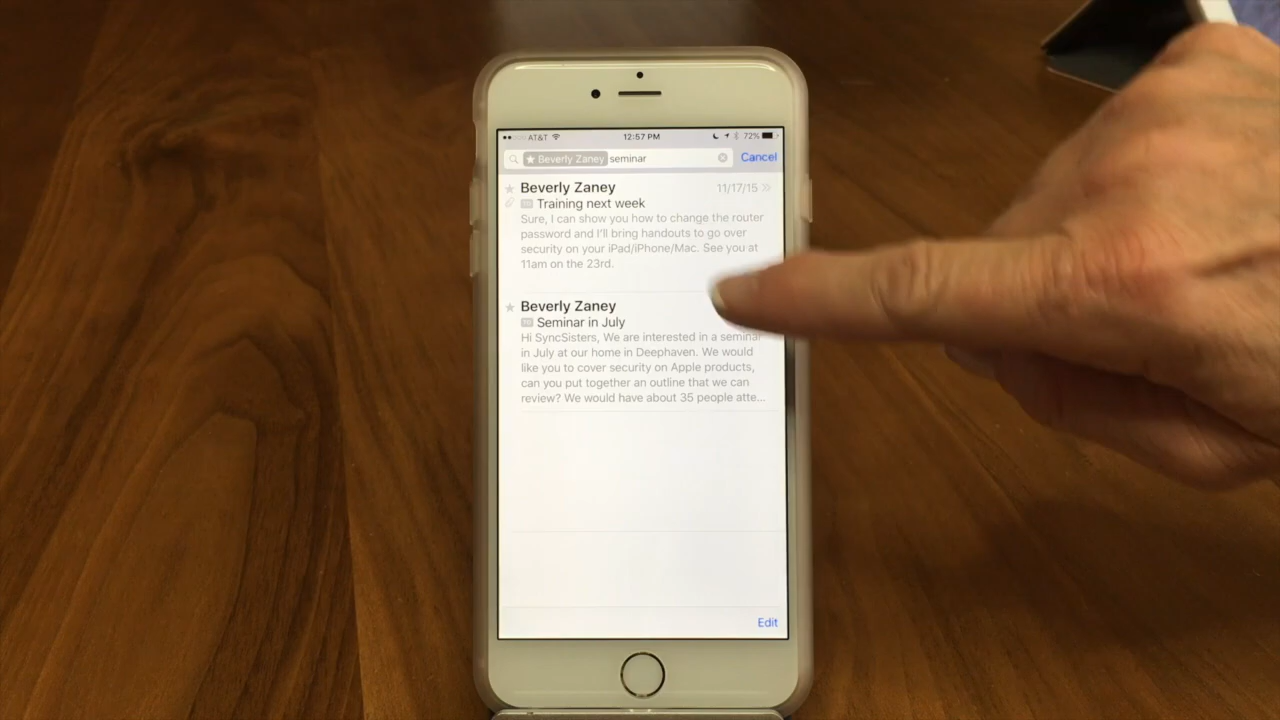 AT&T 12:57 PM 72%
★ Beverly Zaney seminar Cancel
Beverly Zaney 11/17/15
TO Training next week
Sure, I can show you how to change the router
password and I'll bring handouts to go over
security on your iPad/iPhone/Mac. See you at
11am on the 23rd.
Beverly Zaney
TO Seminar in July
Hi SyncSisters, We are interested in a seminar
in July at our home in Deephaven. We would
like you to cover security on Apple products,
can you put together an outline that we can
review? We would have about 35 people atte...
Edit